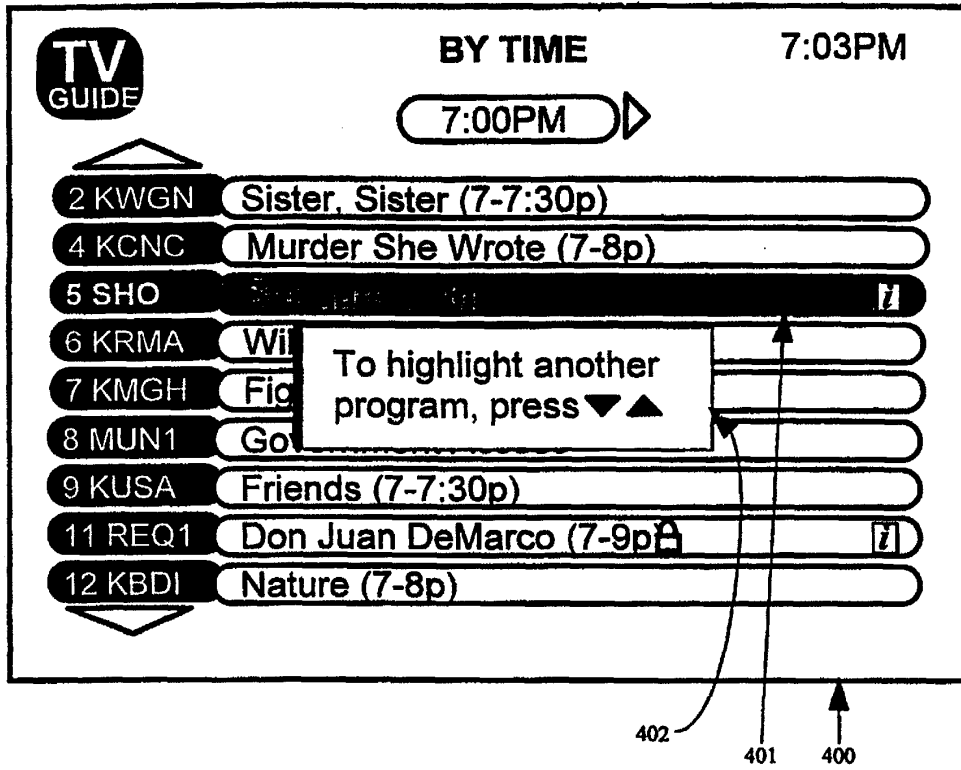 TV
GUIDE
BY TIME
7:03PM
7:00PM
2 KWGN Sister, Sister (7-7:30p)
4 KCNC Murder She Wrote (7-8p)
5 SHO i
6 KRMA Wil
7 KMGH Fig
8 MUN1 Gov
9 KUSA Friends (7-7:30p)
11 REQ1 Don Juan DeMarco (7-9p i
12 KBDI Nature (7-8p)
To highlight another
program, press ▼ ▲
402
401
400